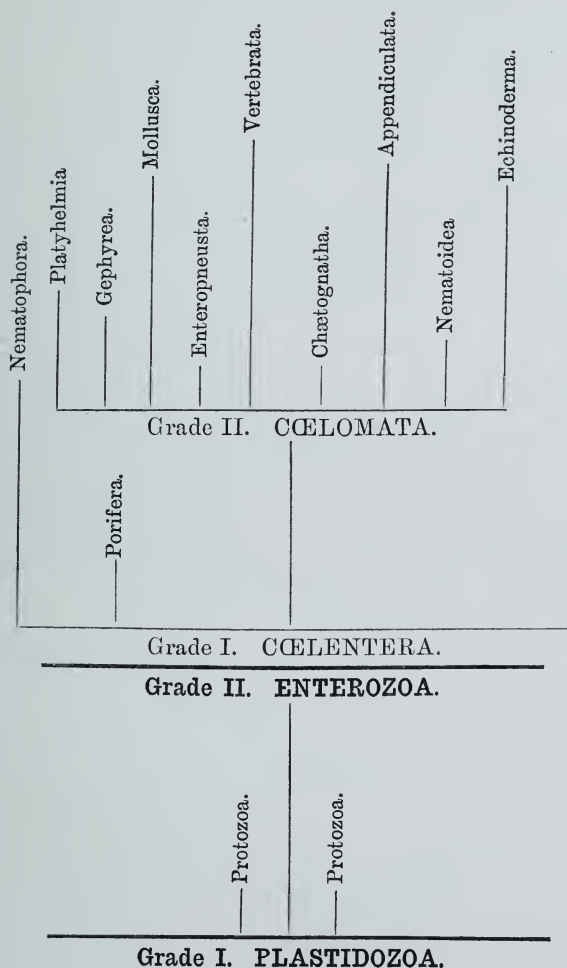 Nematophora.
Platyhelmia
Gephyrea.
Mollusca.
Enteropneusta.
Vertebrata.
Chætognatha.
Appendiculata.
Nematoidea
Echinoderma.
Grade II. CŒLOMATA.
Porifera.
Grade I. CŒLENTERA.
Grade II. ENTEROZOA.
Protozoa.
Protozoa.
Grade I. PLASTIDOZOA.